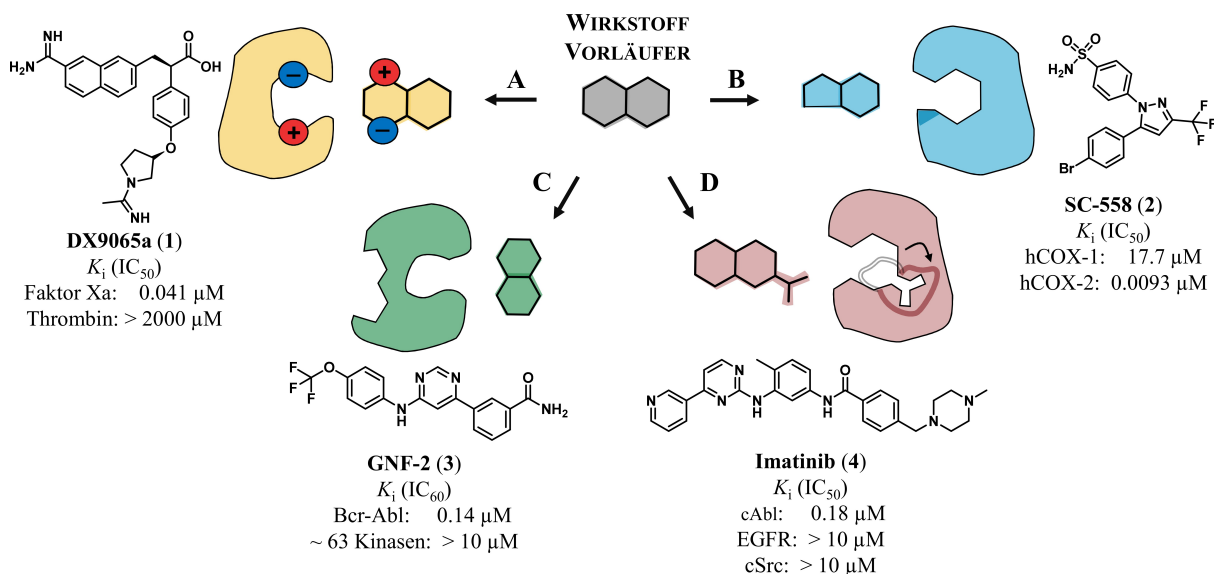 WIRKSTOFF
VORLÄUFER
A
B
C
D
NH
H₂N
O
OH
O
N
NH
DX9065a (1)
Ki (IC50)
Faktor Xa: 0.041 µM
Thrombin: > 2000 µM
− + + −
O
S
O
H₂N
N
N
F
F
F
Br
SC-558 (2)
Ki (IC50)
hCOX-1: 17.7 µM
hCOX-2: 0.0093 µM
F
F
F
O
N
H
N
N
O
NH₂
GNF-2 (3)
Ki (IC60)
Bcr-Abl: 0.14 µM
~ 63 Kinasen: > 10 µM
N
N
N
N
H
N
H
O
N
N
Imatinib (4)
Ki (IC50)
cAbl: 0.18 µM
EGFR: > 10 µM
cSrc: > 10 µM